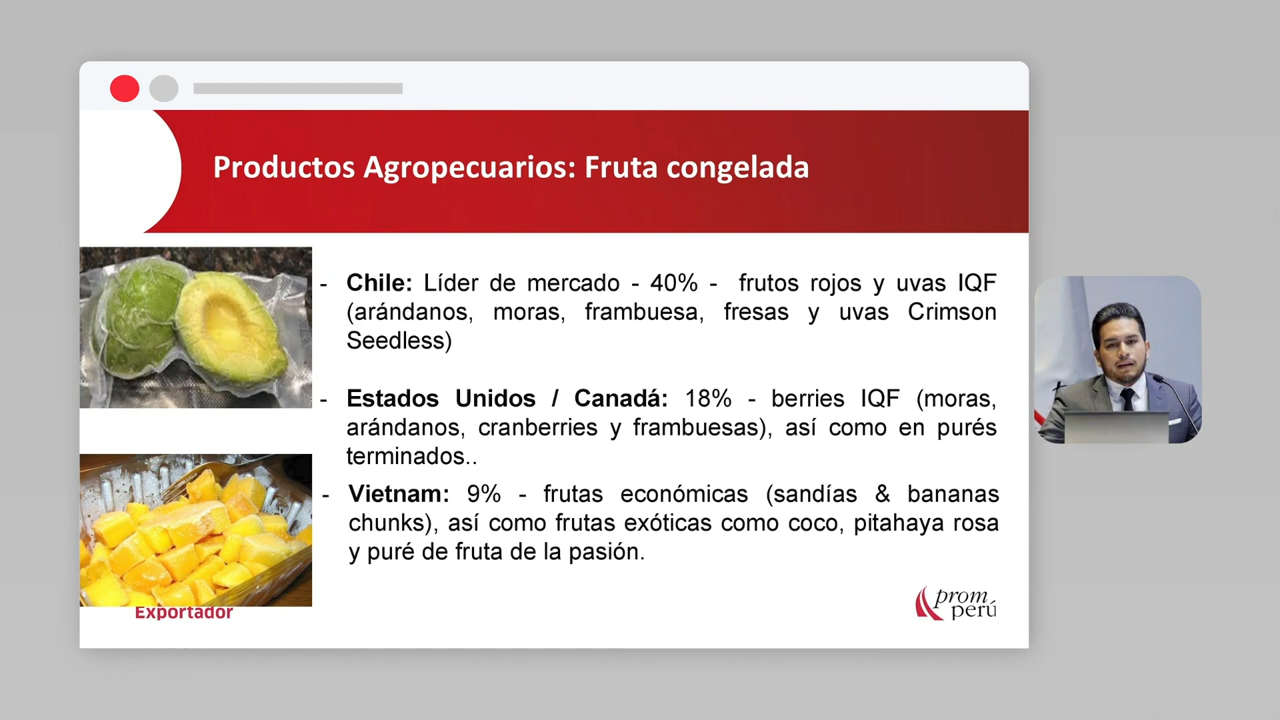 Productos Agropecuarios: Fruta congelada
- Chile: Líder de mercado - 40% - frutos rojos y uvas IQF
(arándanos, moras, frambuesa, fresas y uvas Crimson
Seedless)
- Estados Unidos / Canadá: 18% - berries IQF (moras,
arándanos, cranberries y frambuesas), así como en purés
terminados..
- Vietnam: 9% - frutas económicas (sandías & bananas
chunks), así como frutas exóticas como coco, pitahaya rosa
y puré de fruta de la pasión.
Exportador
prom
perú